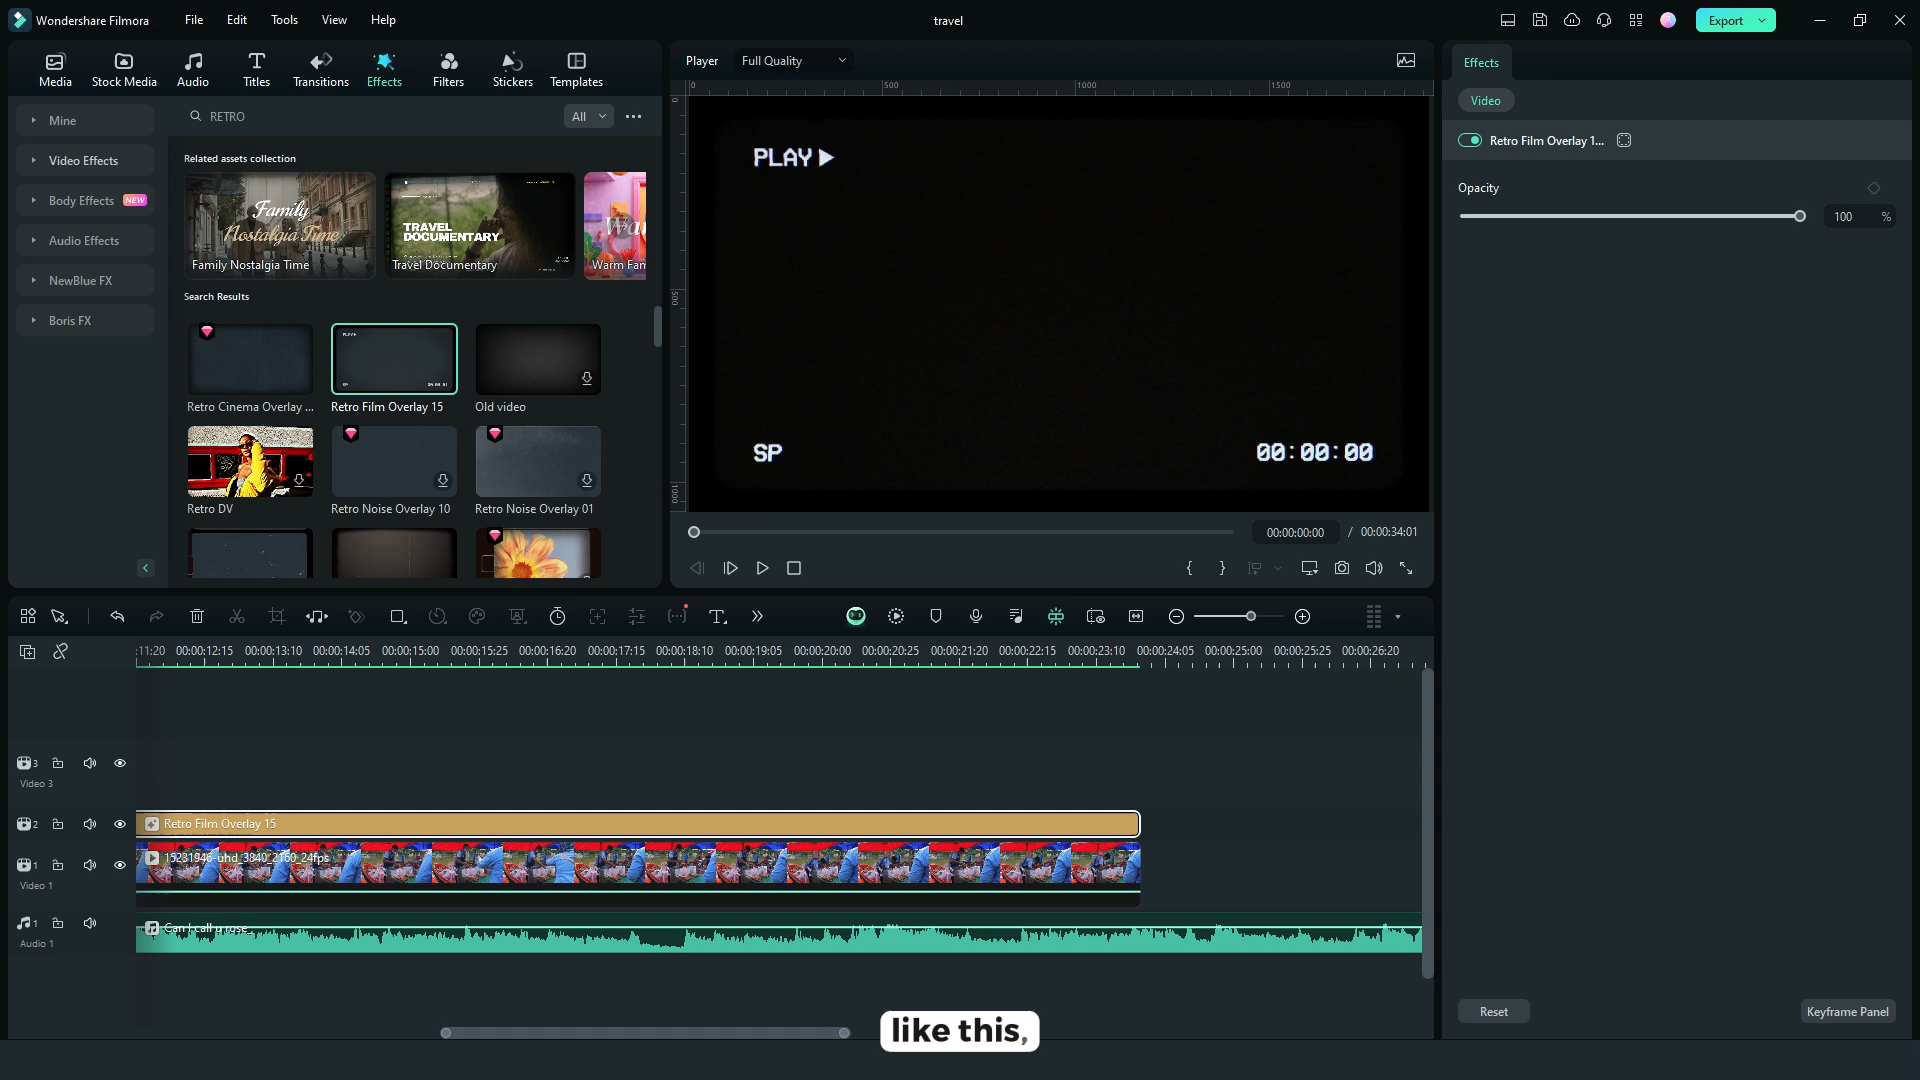 Wondershare Filmora
File
Edit
Tools
View
Help
travel
Export
Media
Stock Media
Audio
Titles
Transitions
Effects
Filters
Stickers
Templates
Player
Full Quality
Effects
Video
Retro Film Overlay 1...
Opacity
100
%
Mine
Video Effects
Body Effects
NEW
Audio Effects
NewBlue FX
Boris FX
RETRO
All
Related assets collection
Family
Nostalgia Time
Family Nostalgia Time
TRAVEL
DOCUMENTARY
Travel Documentary
Wa
Warm Fam
Search Results
Retro Cinema Overlay ...
Retro Film Overlay 15
Old video
Retro DV
Retro Noise Overlay 10
Retro Noise Overlay 01
0
500
1000
1500
0
500
1000
PLAY
SP
00:00:00
00:00:00:00
/
00:00:34:01
:11:20
00:00:12:15
00:00:13:10
00:00:14:05
00:00:15:00
00:00:15:25
00:00:16:20
00:00:17:15
00:00:18:10
00:00:19:05
00:00:20:00
00:00:20:25
00:00:21:20
00:00:22:15
00:00:23:10
00:00:24:05
00:00:25:00
00:00:25:25
00:00:26:20
3
Video 3
2
Retro Film Overlay 15
1
Video 1
15231946-uhd_3840_2160_24fps
1
Audio 1
Can I call u rose_
Reset
Keyframe Panel
like this,